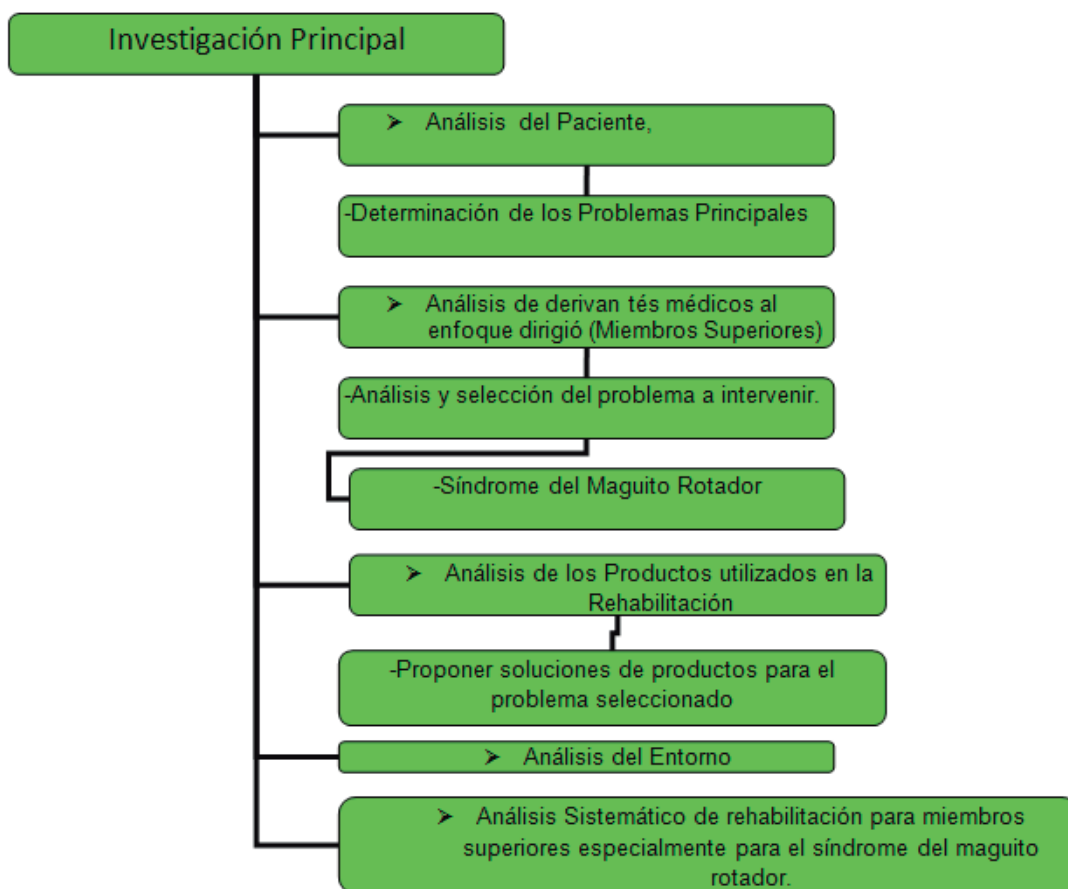 Investigación Principal
➤ Análisis del Paciente,
-Determinación de los Problemas Principales
➤ Análisis de derivan tés médicos al
enfoque dirigió (Miembros Superiores)
-Análisis y selección del problema a intervenir.
-Síndrome del Maguito Rotador
➤ Análisis de los Productos utilizados en la
Rehabilitación
-Proponer soluciones de productos para el
problema seleccionado
➤ Análisis del Entorno
➤ Análisis Sistemático de rehabilitación para miembros
superiores especialmente para el síndrome del maguito
rotador.